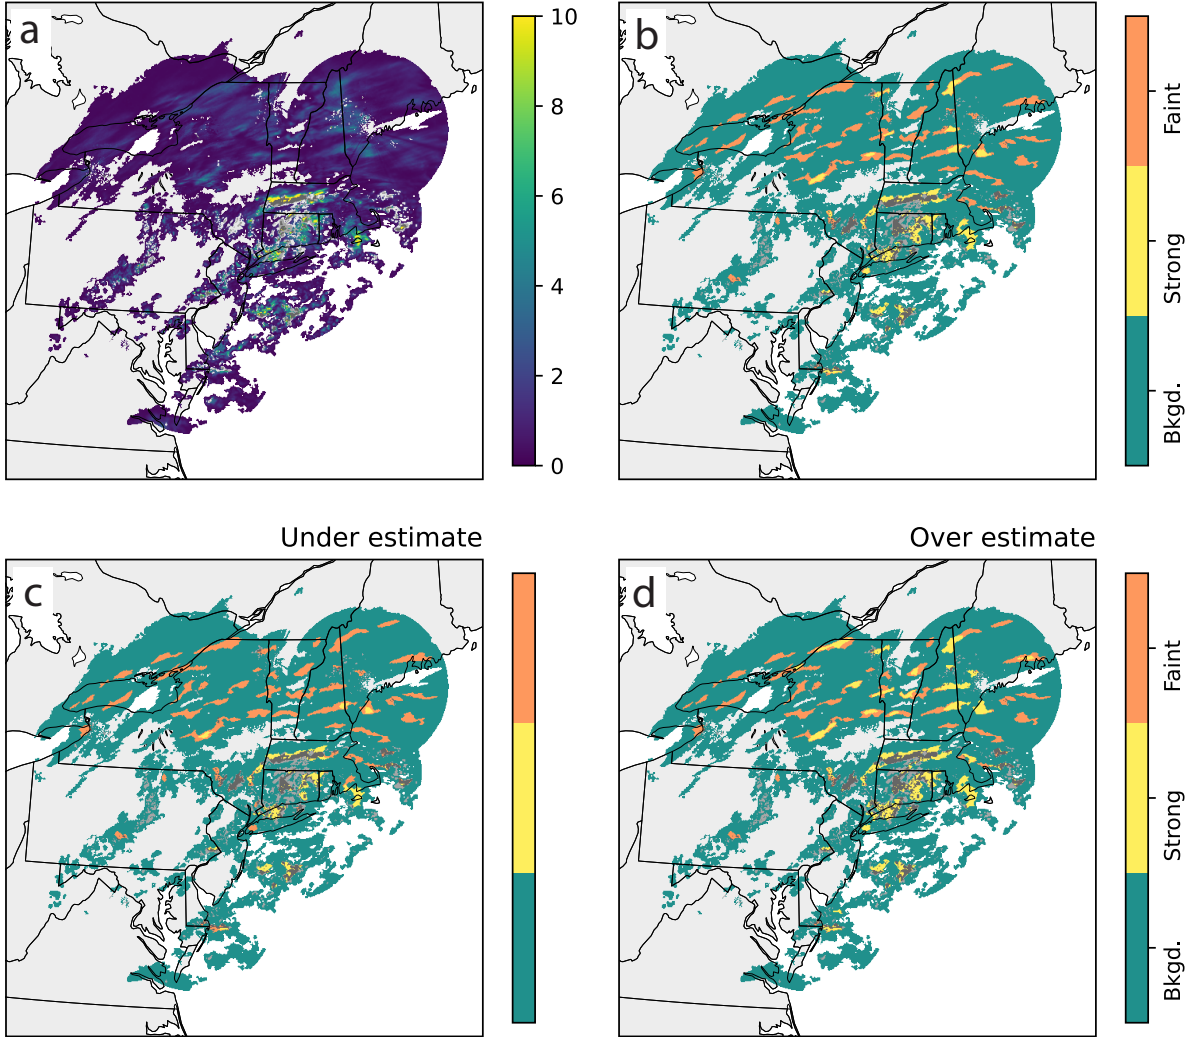 a
10
8
6
4
2
0
b
Faint
Strong
Bkgd.
Under estimate
c
Over estimate
d
Faint
Strong
Bkgd.